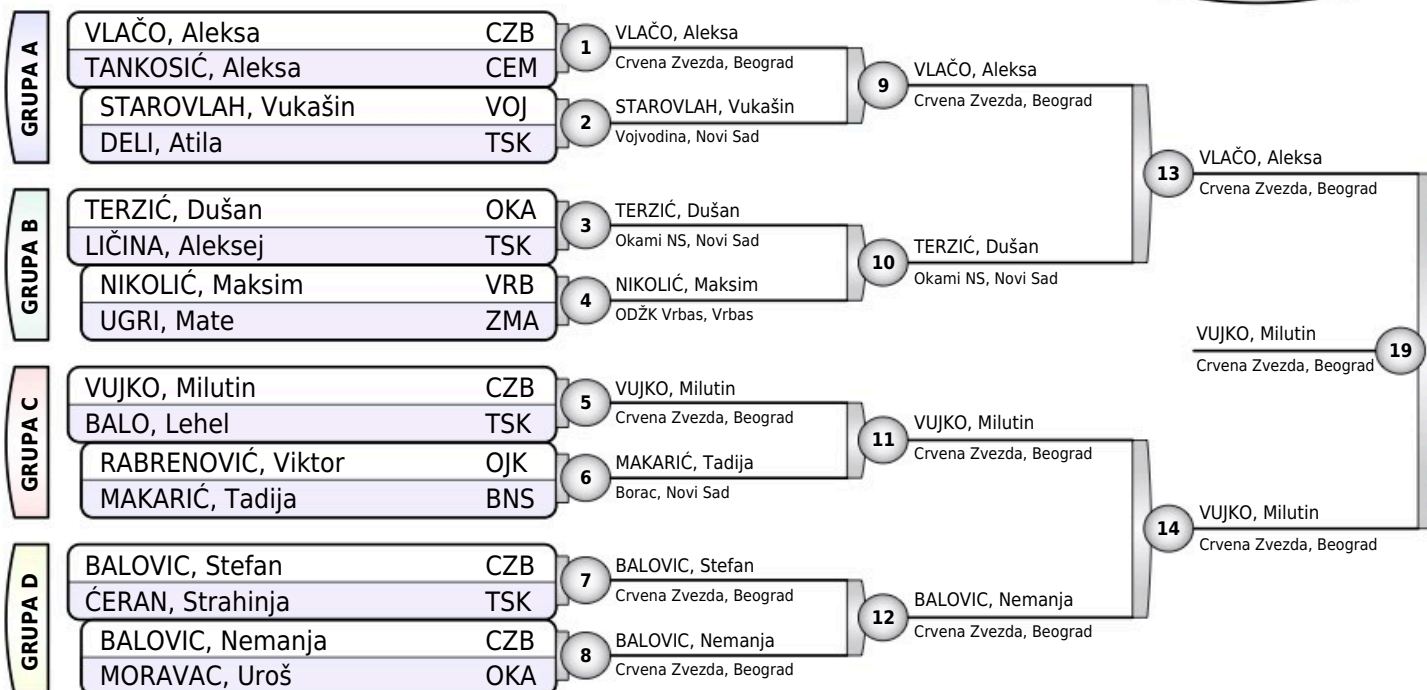 GRUPA A
VLAČO, Aleksa CZB
TANKOSIĆ, Aleksa CEM
STAROVLAH, Vukašin VOJ
DELI, Atila TSK
GRUPA B
TERZIĆ, Dušan OKA
LIČINA, Aleksej TSK
NIKOLIĆ, Maksim VRB
UGRI, Mate ZMA
GRUPA C
VUJKO, Milutin CZB
BALO, Lehel TSK
RABRENOVIĆ, Viktor OJK
MAKARIĆ, Tadija BNS
GRUPA D
BALOVIC, Stefan CZB
ĆERAN, Strahinja TSK
BALOVIC, Nemanja CZB
MORAVAC, Uroš OKA
1
VLAČO, Aleksa
Crvena Zvezda, Beograd
2
STAROVLAH, Vukašin
Vojvodina, Novi Sad
3
TERZIĆ, Dušan
Okami NS, Novi Sad
4
NIKOLIĆ, Maksim
ODŽK Vrbas, Vrbas
5
VUJKO, Milutin
Crvena Zvezda, Beograd
6
MAKARIĆ, Tadija
Borac, Novi Sad
7
BALOVIC, Stefan
Crvena Zvezda, Beograd
8
BALOVIC, Nemanja
Crvena Zvezda, Beograd
9
VLAČO, Aleksa
Crvena Zvezda, Beograd
10
TERZIĆ, Dušan
Okami NS, Novi Sad
11
VUJKO, Milutin
Crvena Zvezda, Beograd
12
BALOVIC, Nemanja
Crvena Zvezda, Beograd
13
VLAČO, Aleksa
Crvena Zvezda, Beograd
14
VUJKO, Milutin
Crvena Zvezda, Beograd
VUJKO, Milutin
Crvena Zvezda, Beograd
19